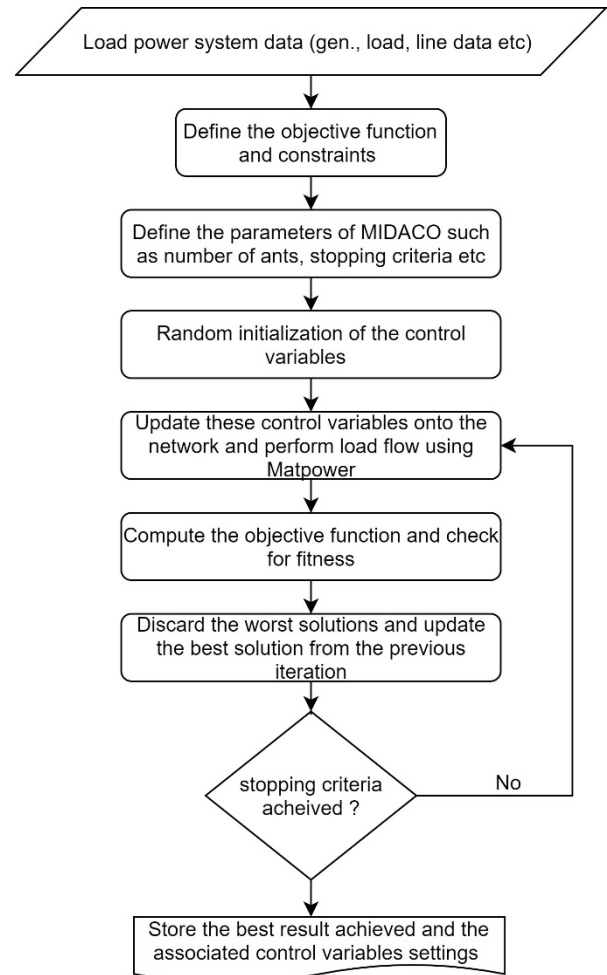 Load power system data (gen., load, line data etc)
Define the objective function
and constraints
Define the parameters of MIDACO such
as number of ants, stopping criteria etc
Random initialization of the control
variables
Update these control variables onto the
network and perform load flow using
Matpower
Compute the objective function and check
for fitness
Discard the worst solutions and update
the best solution from the previous
iteration
stopping criteria
acheived ?
No
Store the best result achieved and the
associated control variables settings